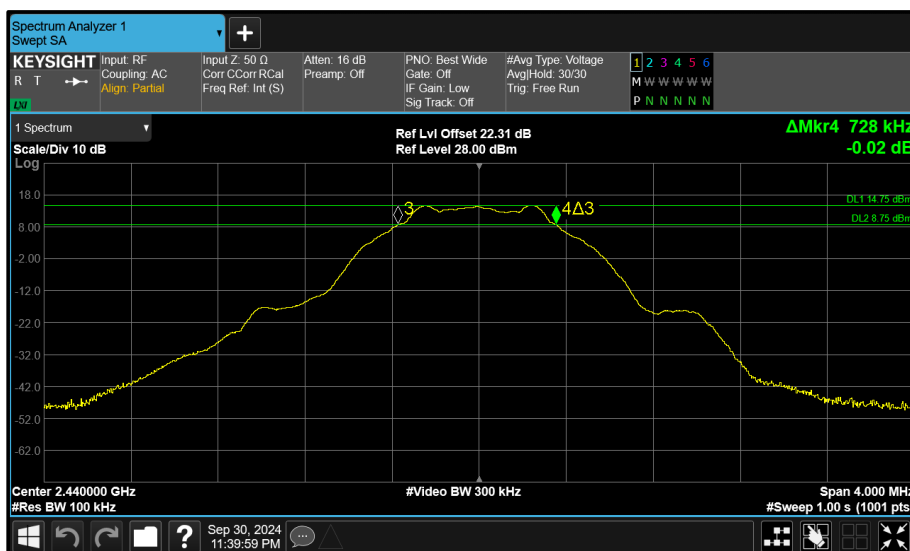 Spectrum Analyzer 1
Swept SA
+
KEYSIGHT
R T
LXI
Input: RF
Coupling: AC
Align: Partial
Input Z: 50 Ω
Corr CCorr RCal
Freq Ref: Int (S)
Atten: 16 dB
Preamp: Off
PNO: Best Wide
Gate: Off
IF Gain: Low
Sig Track: Off
#Avg Type: Voltage
Avg|Hold: 30/30
Trig: Free Run
1 2 3 4 5 6
M W W W W W
P N N N N N
1 Spectrum
Scale/Div 10 dB
Log
Ref Lvl Offset 22.31 dB
Ref Level 28.00 dBm
ΔMkr4 728 kHz
-0.02 dB
18.0
8.00
-2.00
-12.0
-22.0
-32.0
-42.0
-52.0
-62.0
3
4Δ3
DL1 14.75 dBm
DL2 8.75 dBm
Center 2.440000 GHz
#Res BW 100 kHz
#Video BW 300 kHz
Span 4.000 MHz
#Sweep 1.00 s (1001 pts
?
Sep 30, 2024
11:39:59 PM